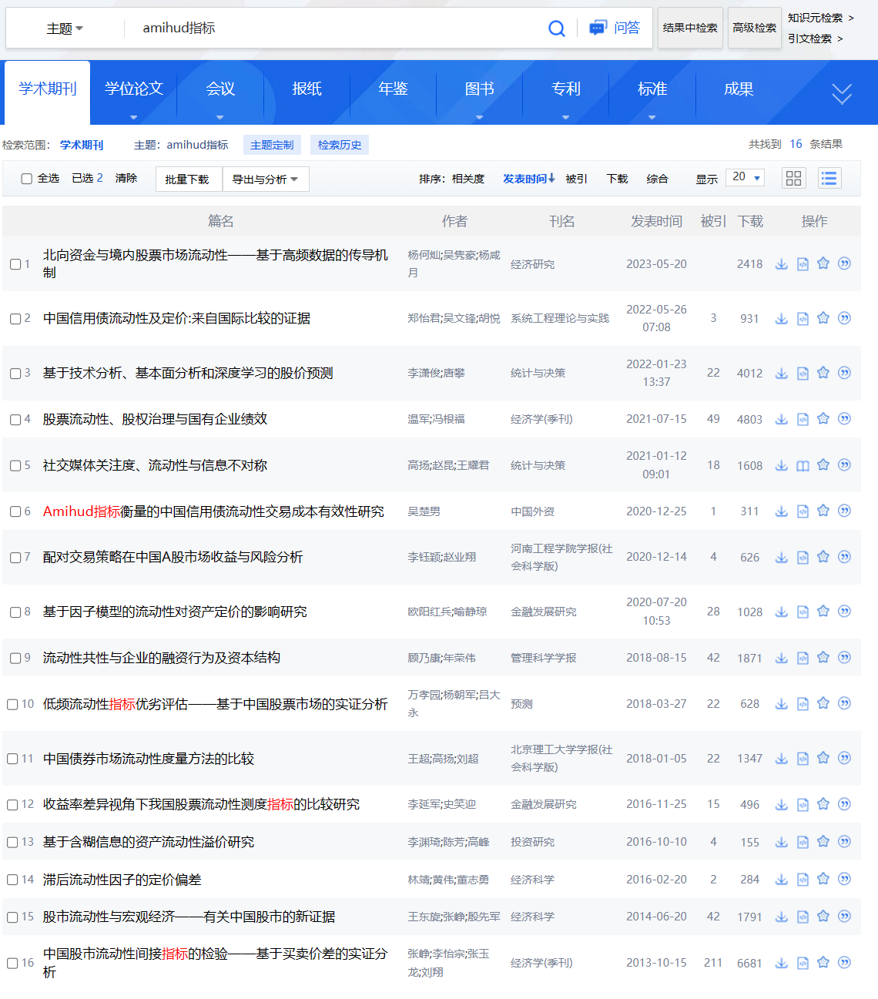 主题 amihud指标 问答 结果中检索 高级检索 知识元检索 >
引文检索 >
学术期刊 学位论文 会议 报纸 年鉴 图书 专利 标准 成果
检索范围: 学术期刊 主题: amihud指标 主题定制 检索历史 共找到 16 条结果
全选 已选 2 清除 批量下载 导出与分析 排序: 相关度 发表时间↓ 被引 下载 综合 显示 20
篇名 作者 刊名 发表时间 被引 下载 操作
1 北向资金与境内股票市场流动性——基于高频数据的传导机
制 杨何灿;吴隽豪;杨咸
月 经济研究 2023-05-20 2418
2 中国信用债流动性及定价:来自国际比较的证据 郑怡君;吴文锋;胡悦 系统工程理论与实践 2022-05-26
07:08 3 931
3 基于技术分析、基本面分析和深度学习的股价预测 李潇俊;唐攀 统计与决策 2022-01-23
13:37 22 4012
4 股票流动性、股权治理与国有企业绩效 温军;冯根福 经济学(季刊) 2021-07-15 49 4803
5 社交媒体关注度、流动性与信息不对称 高扬;赵昆;王耀君 统计与决策 2021-01-12
09:01 18 1608
6 Amihud指标衡量的中国信用债流动性交易成本有效性研究 吴楚男 中国外资 2020-12-25 1 311
7 配对交易策略在中国A股市场收益与风险分析 李钰颖;赵业翔 河南工程学院学报(社
会科学版) 2020-12-14 4 626
8 基于因子模型的流动性对资产定价的影响研究 欧阳红兵;喻静琼 金融发展研究 2020-07-20
10:53 28 1028
9 流动性共性与企业的融资行为及资本结构 顾乃康;年荣伟 管理科学学报 2018-08-15 42 1871
10 低频流动性指标优劣评估——基于中国股票市场的实证分析 万孝园;杨朝军;吕大
永 预测 2018-03-27 22 628
11 中国债券市场流动性度量方法的比较 王超;高扬;刘超 北京理工大学学报(社
会科学版) 2018-01-05 22 1347
12 收益率差异视角下我国股票流动性测度指标的比较研究 李延军;史笑迎 金融发展研究 2016-11-25 15 496
13 基于含糊信息的资产流动性溢价研究 李渊琦;陈芳;高峰 投资研究 2016-10-10 4 155
14 滞后流动性因子的定价偏差 林靖;黄伟;董志勇 经济科学 2016-02-20 2 284
15 股市流动性与宏观经济——有关中国股市的新证据 王东旋;张峥;殷先军 经济科学 2014-06-20 42 1791
16 中国股市流动性间接指标的检验——基于买卖价差的实证分
析 张峥;李怡宗;张玉
龙;刘翔 经济学(季刊) 2013-10-15 211 6681